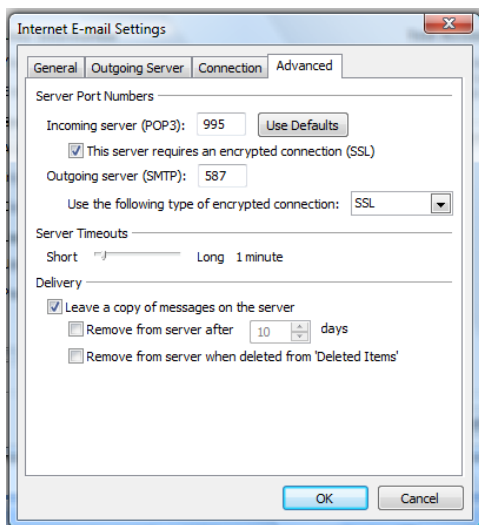 Internet E-mail Settings
General Outgoing Server Connection Advanced
Server Port Numbers
Incoming server (POP3): 995 Use Defaults
This server requires an encrypted connection (SSL)
Outgoing server (SMTP): 587
Use the following type of encrypted connection: SSL
Server Timeouts
Short Long 1 minute
Delivery
Leave a copy of messages on the server
Remove from server after 10 days
Remove from server when deleted from 'Deleted Items'
OK Cancel